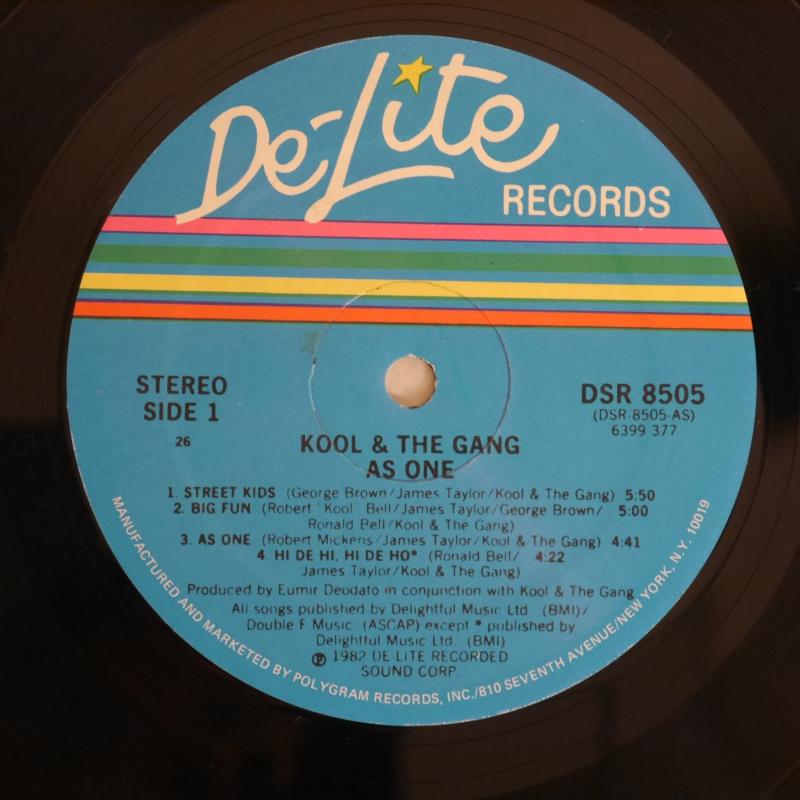 De-Lite
RECORDS
STEREO
SIDE 1
26
DSR 8505
(DSR-8505-AS)
6399 377
KOOL & THE GANG
AS ONE
1. STREET KIDS (George Brown/James Taylor/Kool & The Gang) 5:50
2. BIG FUN (Robert "Kool" Bell/James Taylor/George Brown/ 5:00
Ronald Bell/Kool & The Gang)
3. AS ONE (Robert Mickens/James Taylor/Kool & The Gang) 4:41
4. HI DE HI, HI DE HO* (Ronald Bell/ 4:22
James Taylor/Kool & The Gang)
Produced by Eumir Deodato in conjunction with Kool & The Gang
All songs published by Delightful Music Ltd. (BMI)/
Double F Music (ASCAP) except * published by
Delightful Music Ltd. (BMI)
℗ 1982 DE LITE RECORDED
SOUND CORP.
MANUFACTURED AND MARKETED BY POLYGRAM RECORDS, INC./810 SEVENTH AVENUE/NEW YORK, N.Y. 10019